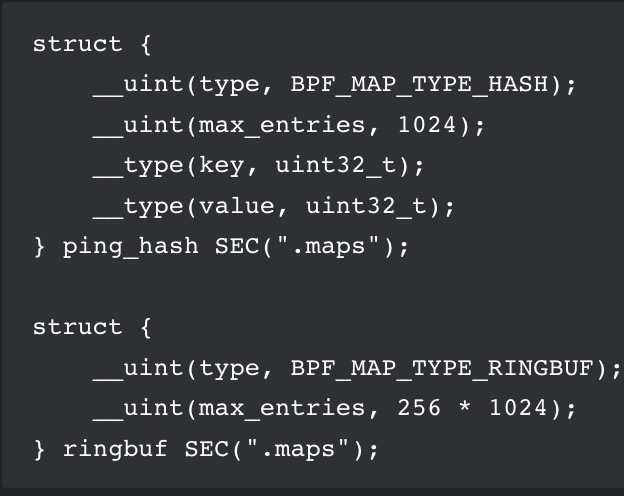 struct {
    __uint(type, BPF_MAP_TYPE_HASH);
    __uint(max_entries, 1024);
    __type(key, uint32_t);
    __type(value, uint32_t);
} ping_hash SEC(".maps");

struct {
    __uint(type, BPF_MAP_TYPE_RINGBUF);
    __uint(max_entries, 256 * 1024);
} ringbuf SEC(".maps");